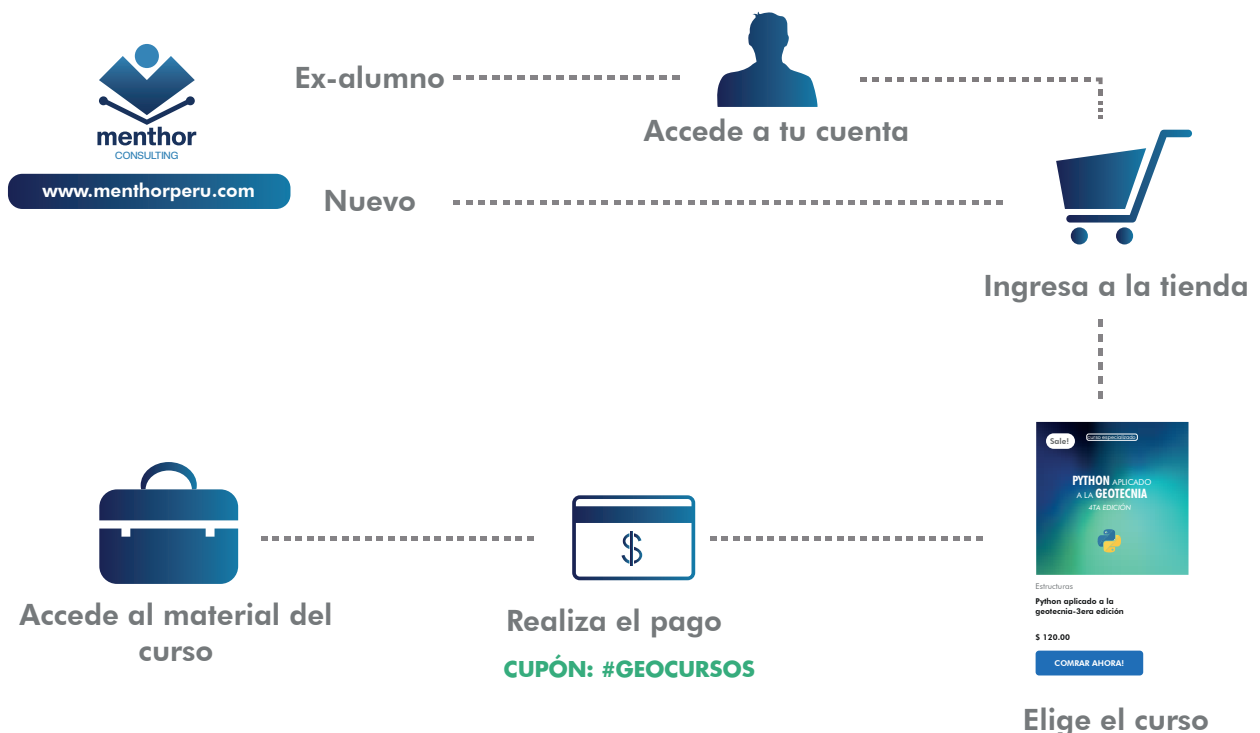 menthor
CONSULTING
www.menthorperu.com
Ex-alumno
Accede a tu cuenta
Nuevo
Ingresa a la tienda
Sale!
curso especializado
PYTHON APLICADO
A LA GEOTECNIA
4TA EDICIÓN
Estructuras
Python aplicado a la
geotecnia-3era edición
$ 120.00
COMRAR AHORA!
Elige el curso
$
Realiza el pago
CUPÓN: #GEOCURSOS
Accede al material del
curso